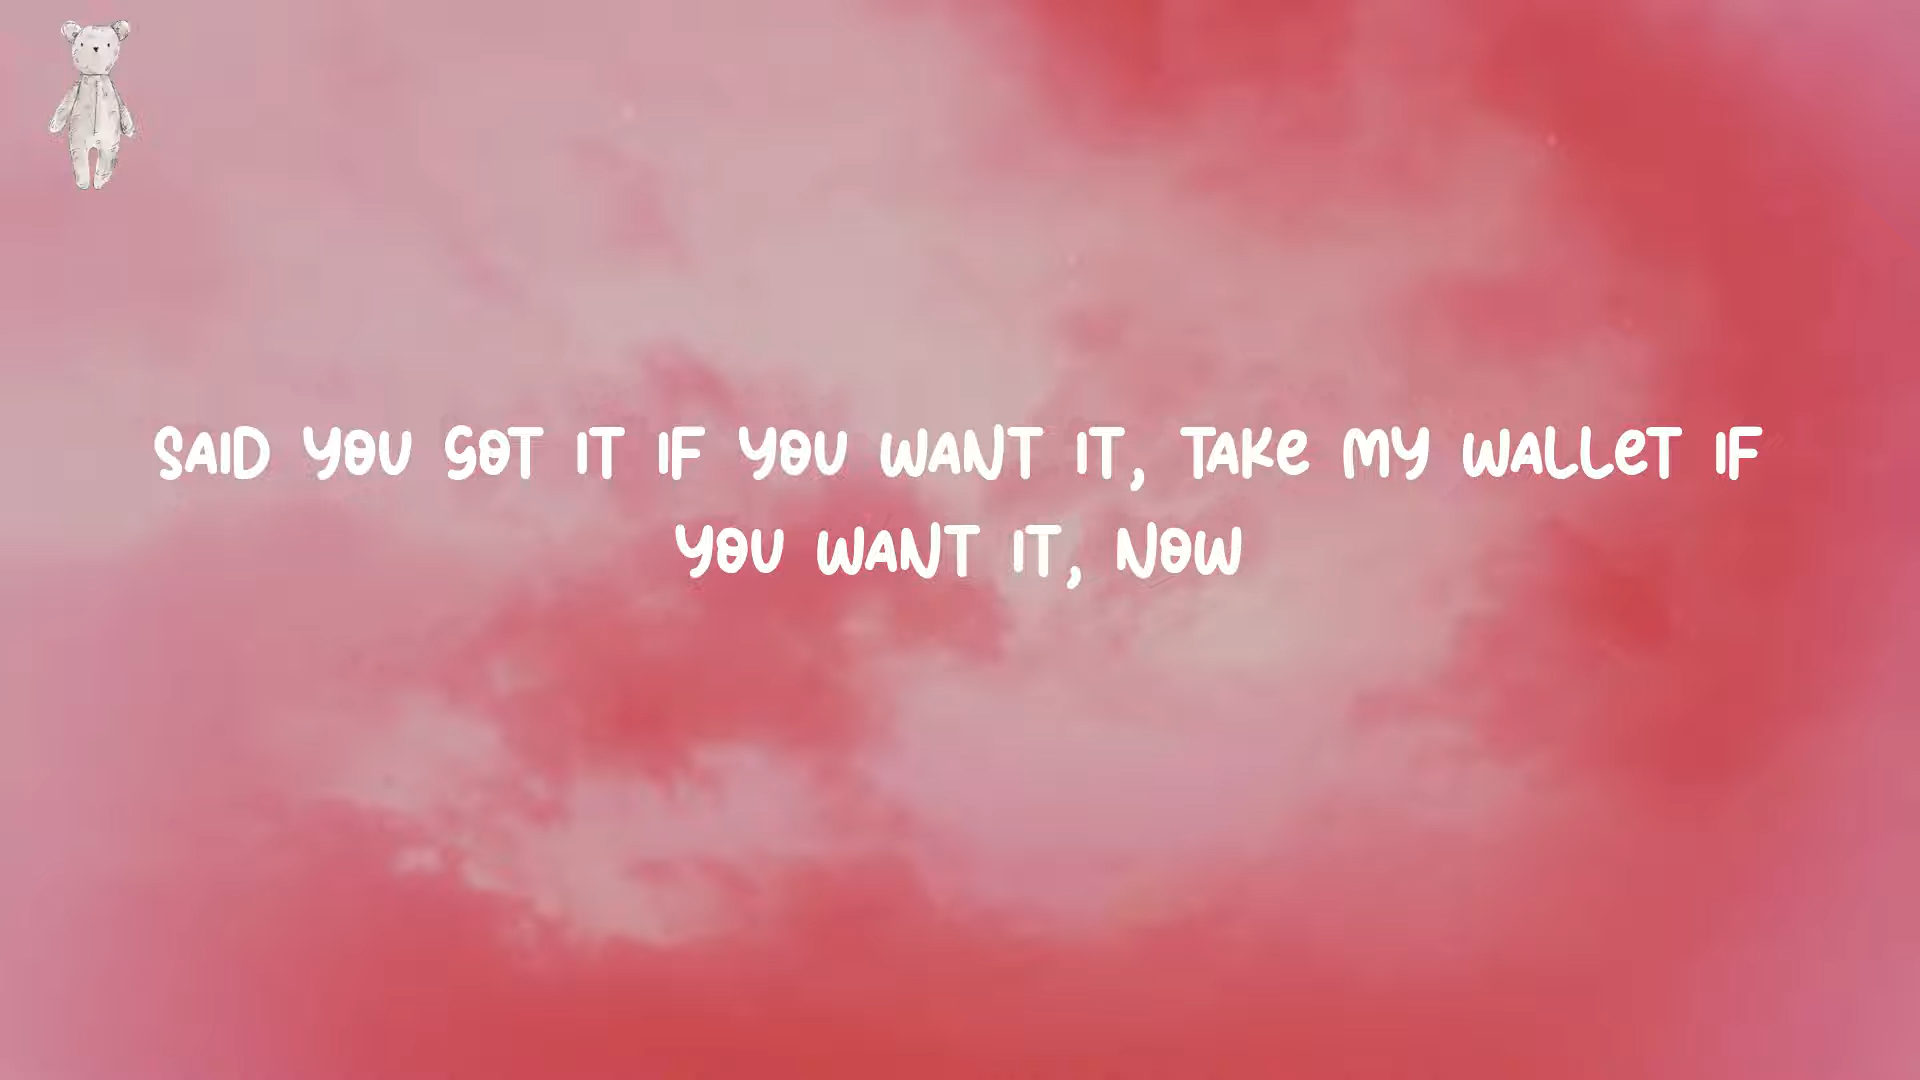 SAID YOU GOT IT IF YOU WANT IT, TAKE MY WALLET IF
YOU WANT IT, NOW